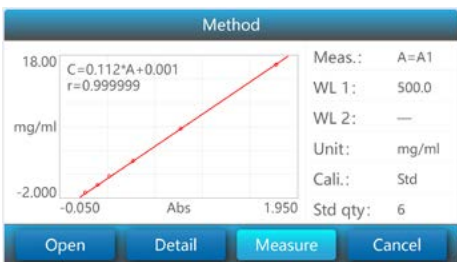 Method
18.00
C=0.112*A+0.001
r=0.999999
mg/ml
-2.000
-0.050 Abs 1.950
Meas.: A=A1
WL 1: 500.0
WL 2: —
Unit: mg/ml
Cali.: Std
Std qty: 6
Open Detail Measure Cancel